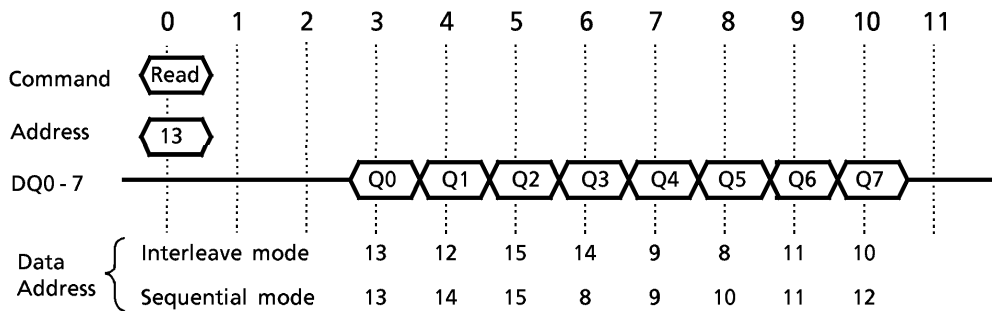 0 1 2 3 4 5 6 7 8 9 10 11
Command Read
Address 13
DQ0 - 7 Q0 Q1 Q2 Q3 Q4 Q5 Q6 Q7
Data Address
Interleave mode 13 12 15 14 9 8 11 10
Sequential mode 13 14 15 8 9 10 11 12